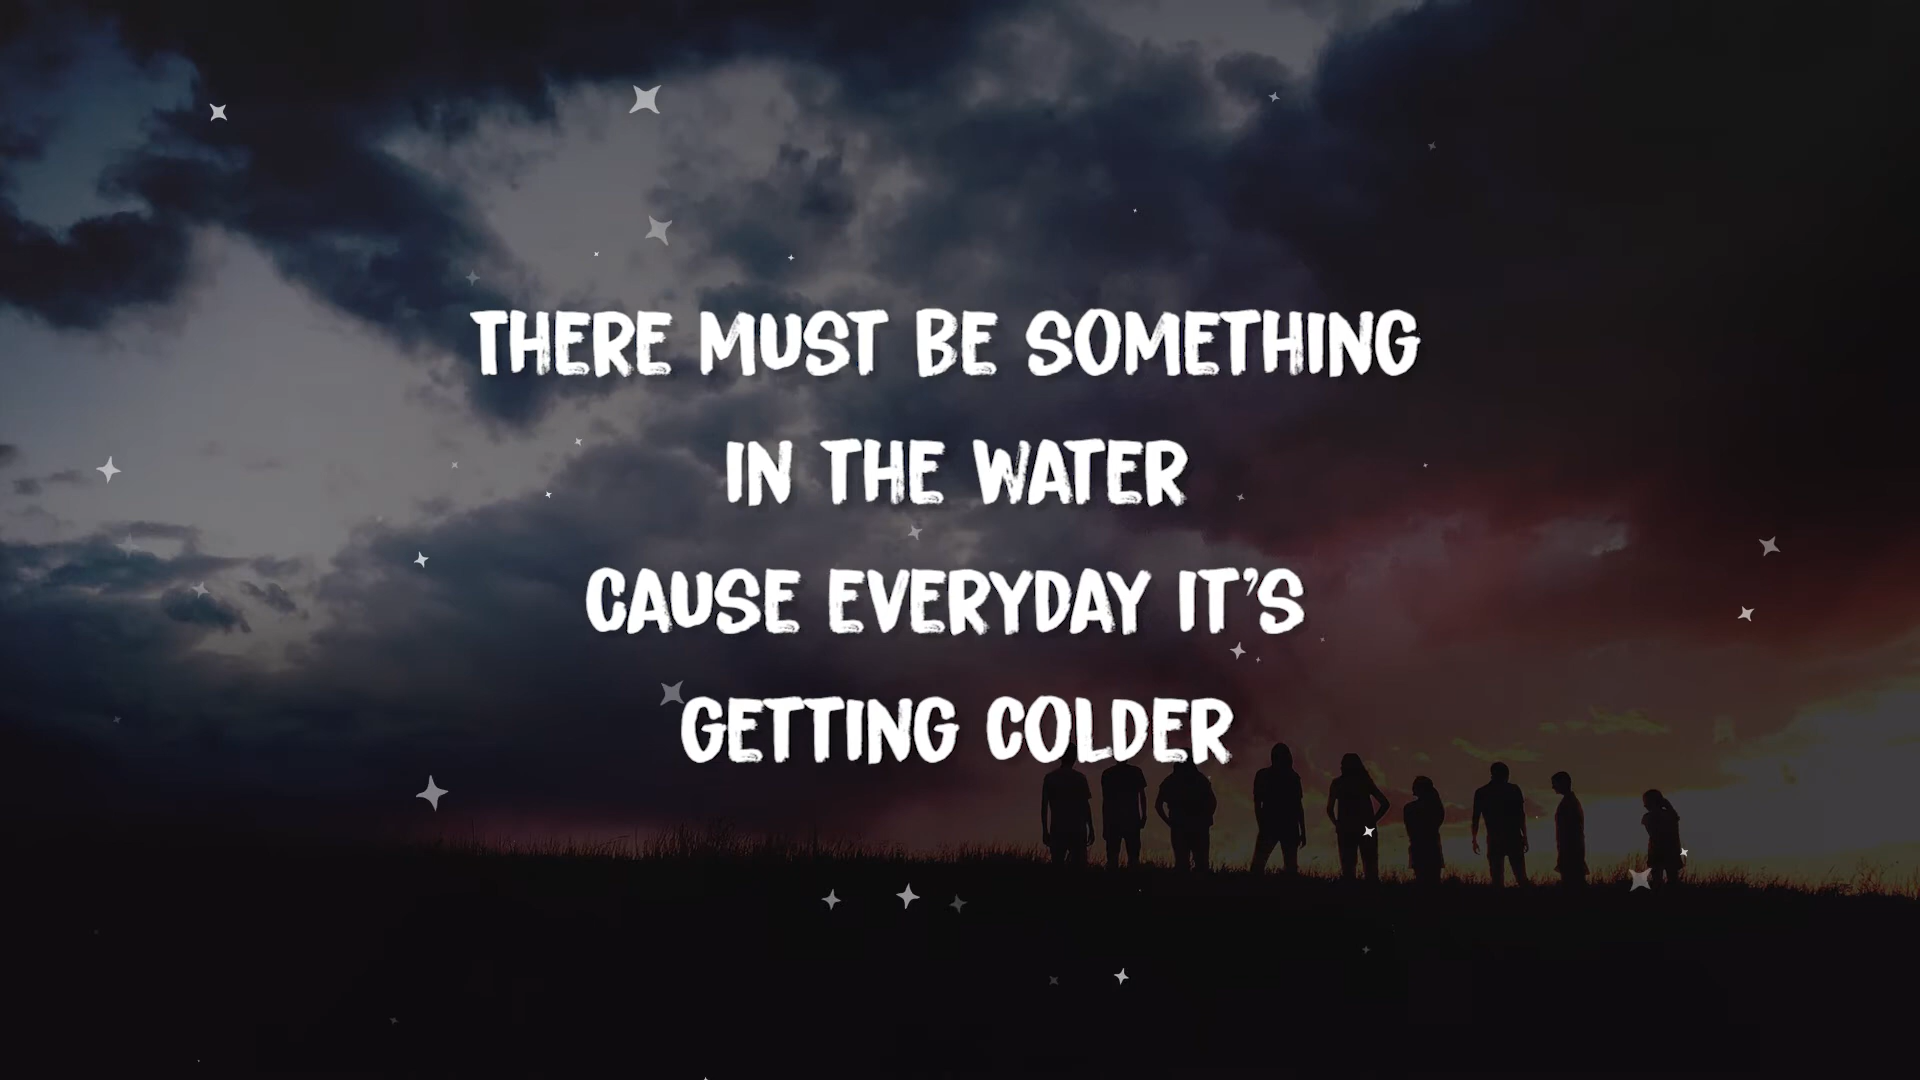 THERE MUST BE SOMETHING
IN THE WATER
CAUSE EVERYDAY IT'S
GETTING COLDER